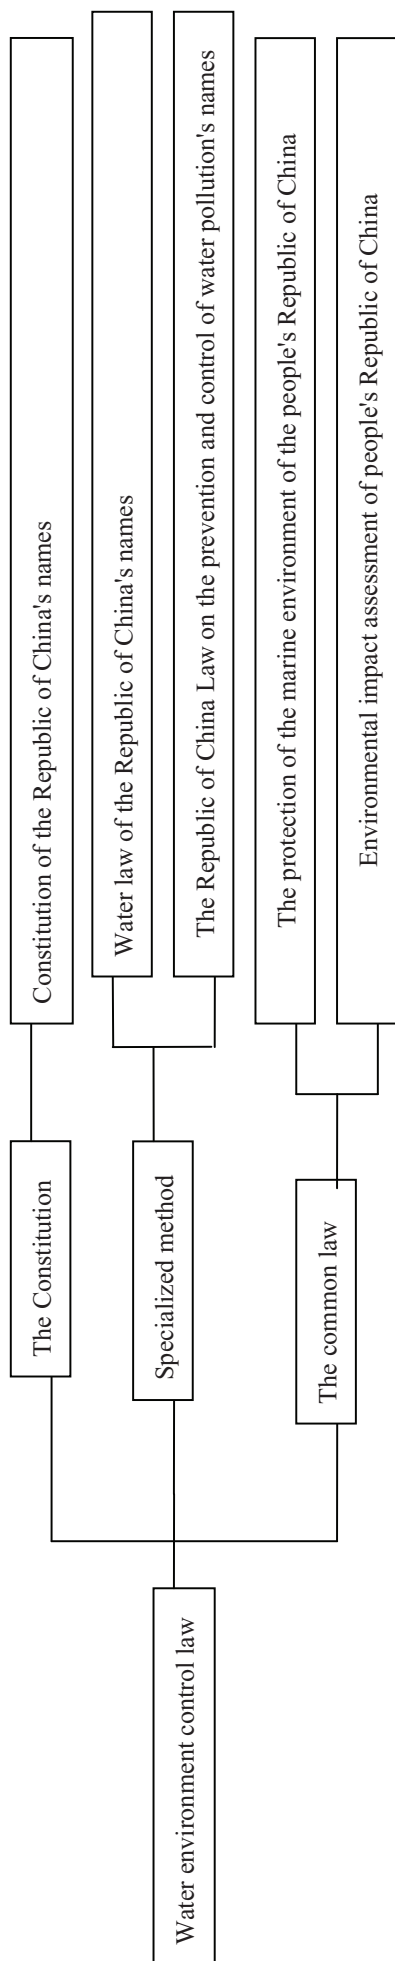 Water environment control law
The Constitution
Specialized method
The common law
Constitution of the Republic of China's names
Water law of the Republic of China's names
The Republic of China Law on the prevention and control of water pollution's names
The protection of the marine environment of the people's Republic of China
Environmental impact assessment of people's Republic of China